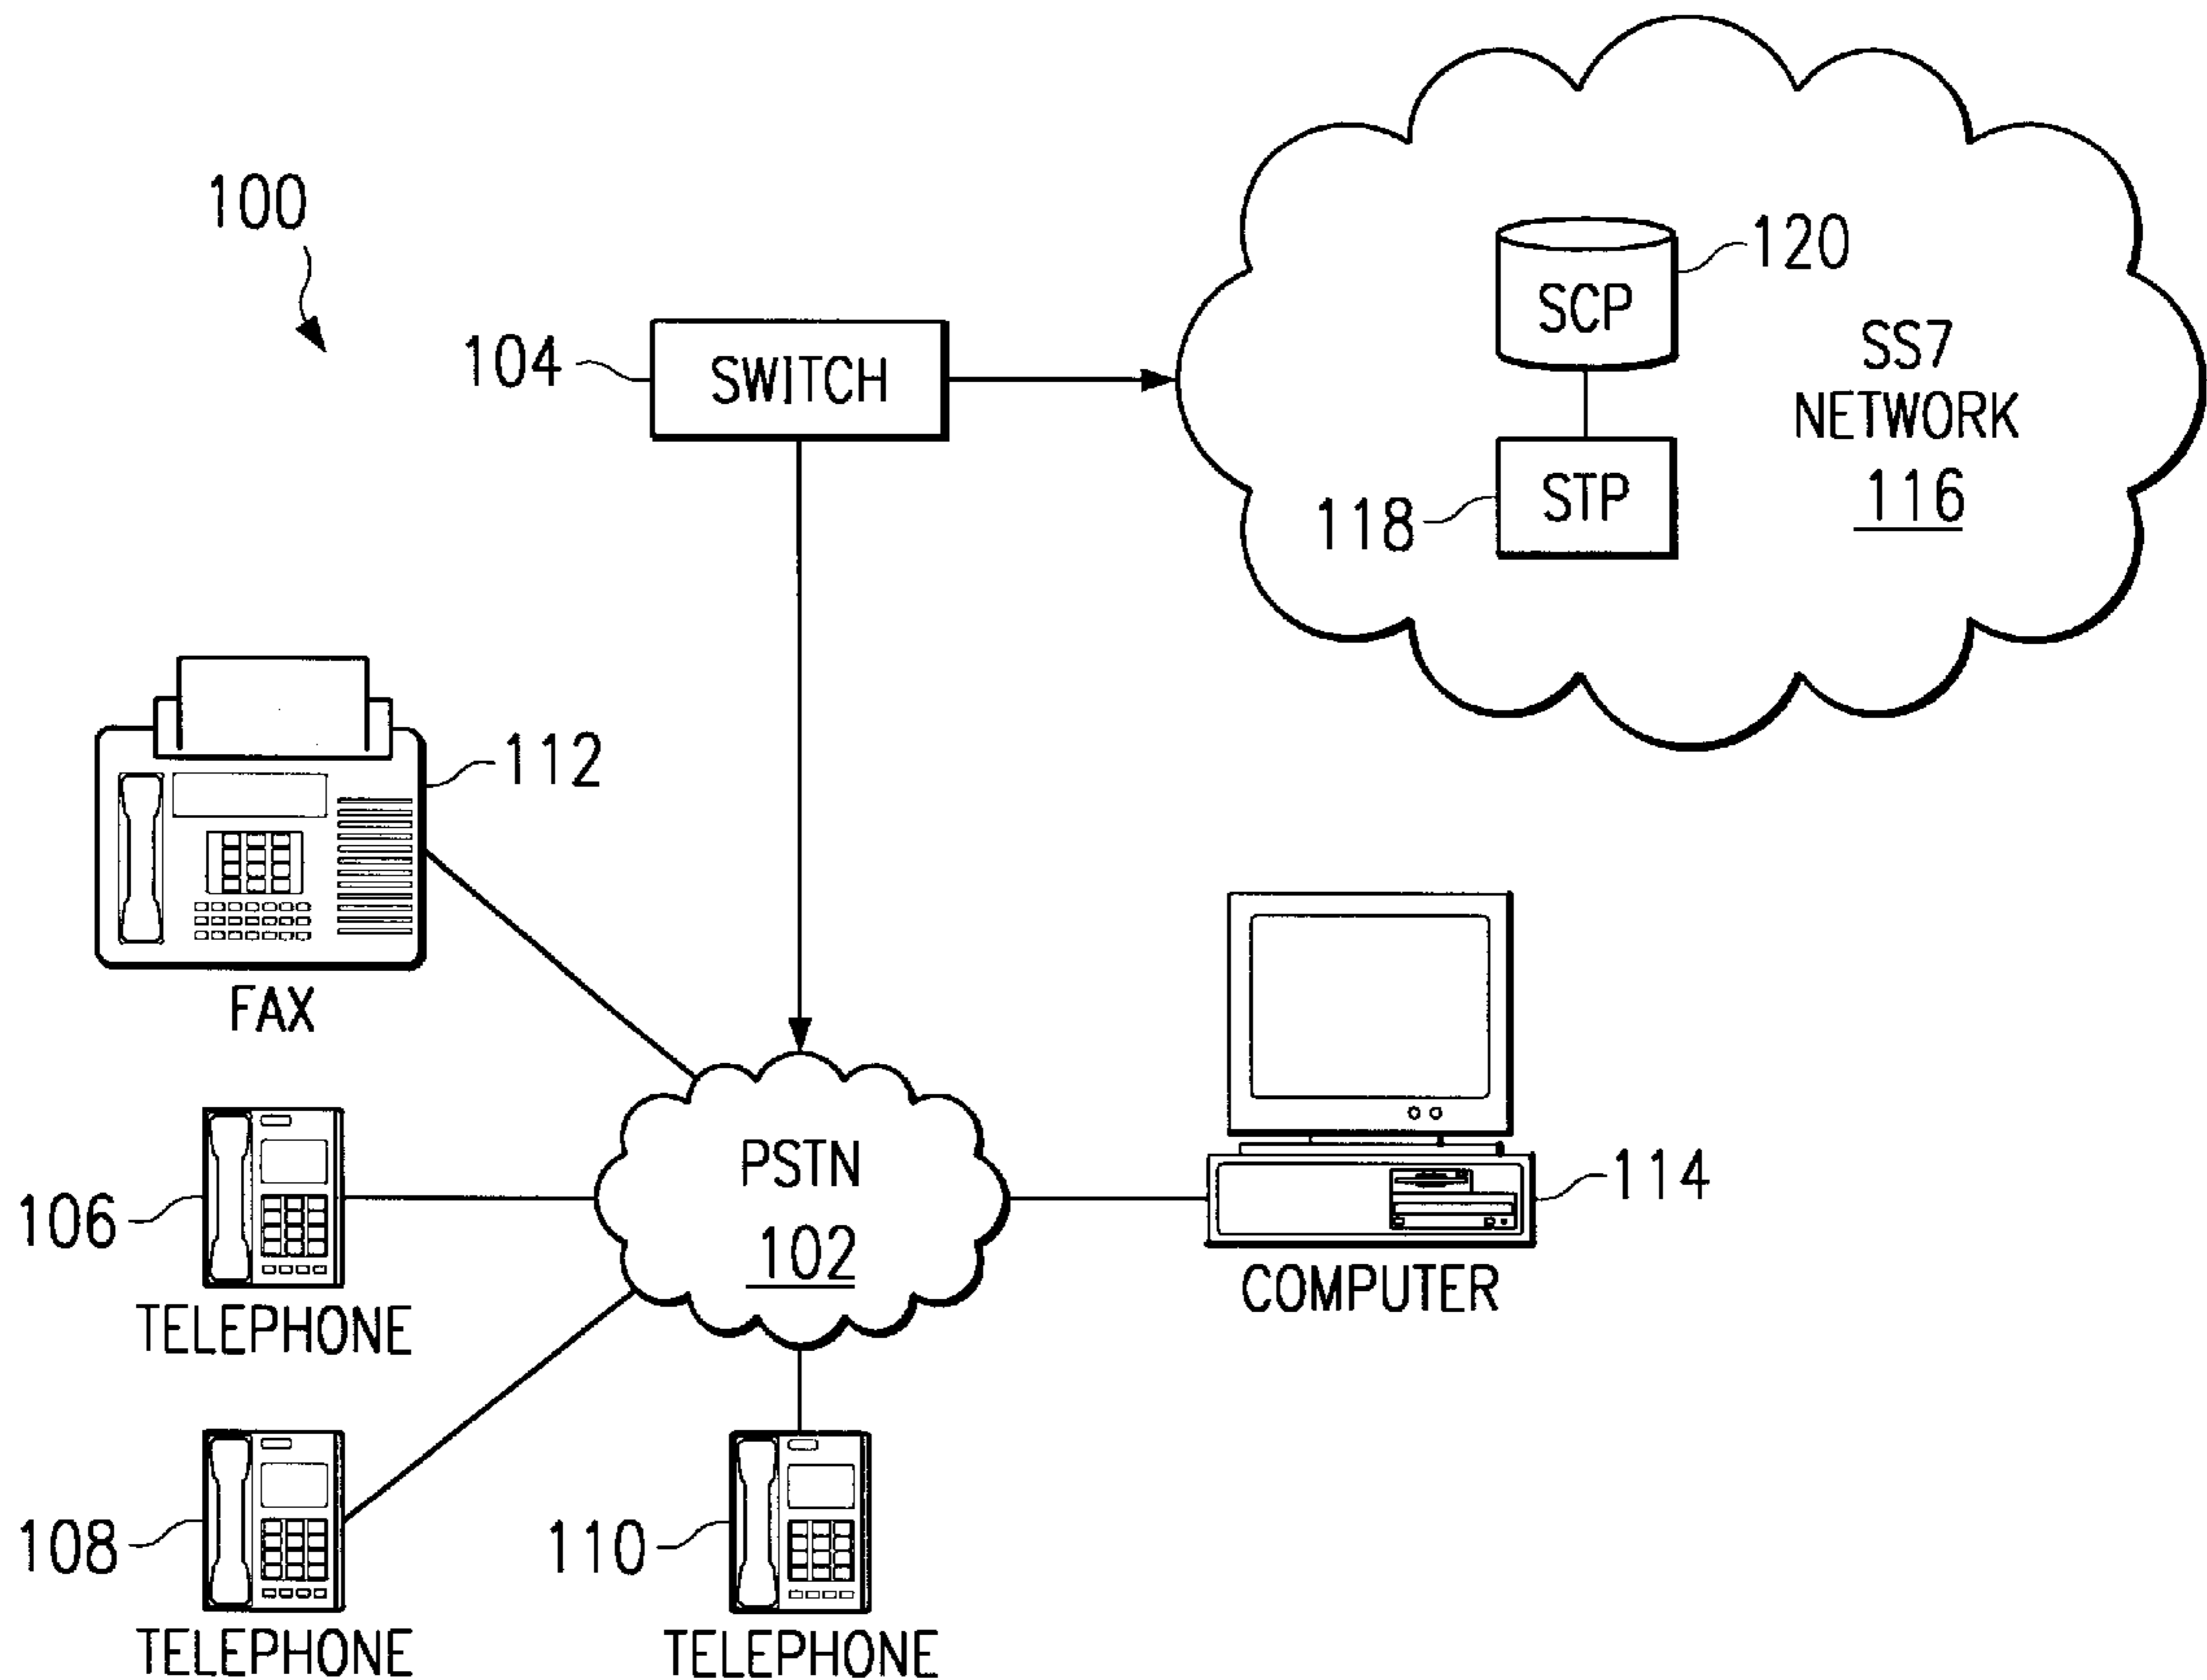 100
104
SWITCH
SCP
120
SS7
NETWORK
116
STP
118
112
FAX
PSTN
102
106
TELEPHONE
114
COMPUTER
108
TELEPHONE
110
TELEPHONE